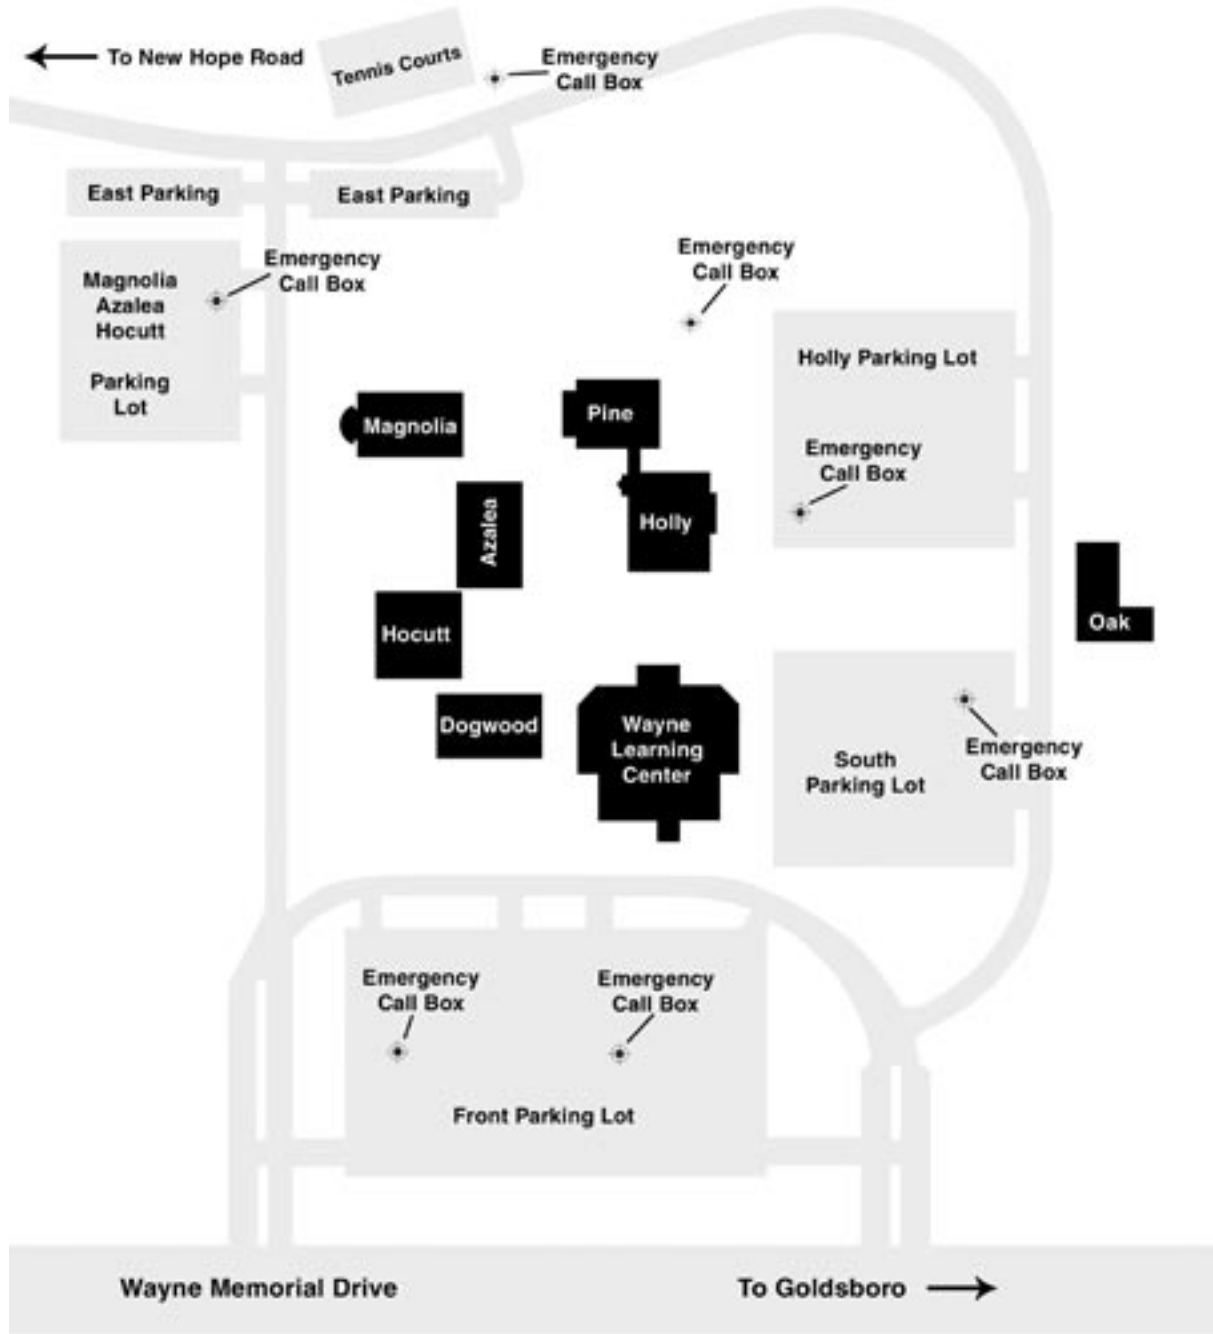 To New Hope Road
Tennis Courts
Emergency
Call Box
East Parking
East Parking
Magnolia
Azalea
Hocutt
Parking
Lot
Emergency
Call Box
Emergency
Call Box
Holly Parking Lot
Emergency
Call Box
Magnolia
Pine
Azalea
Holly
Hocutt
Oak
Dogwood
Wayne
Learning
Center
South
Parking Lot
Emergency
Call Box
Emergency
Call Box
Emergency
Call Box
Front Parking Lot
Wayne Memorial Drive
To Goldsboro